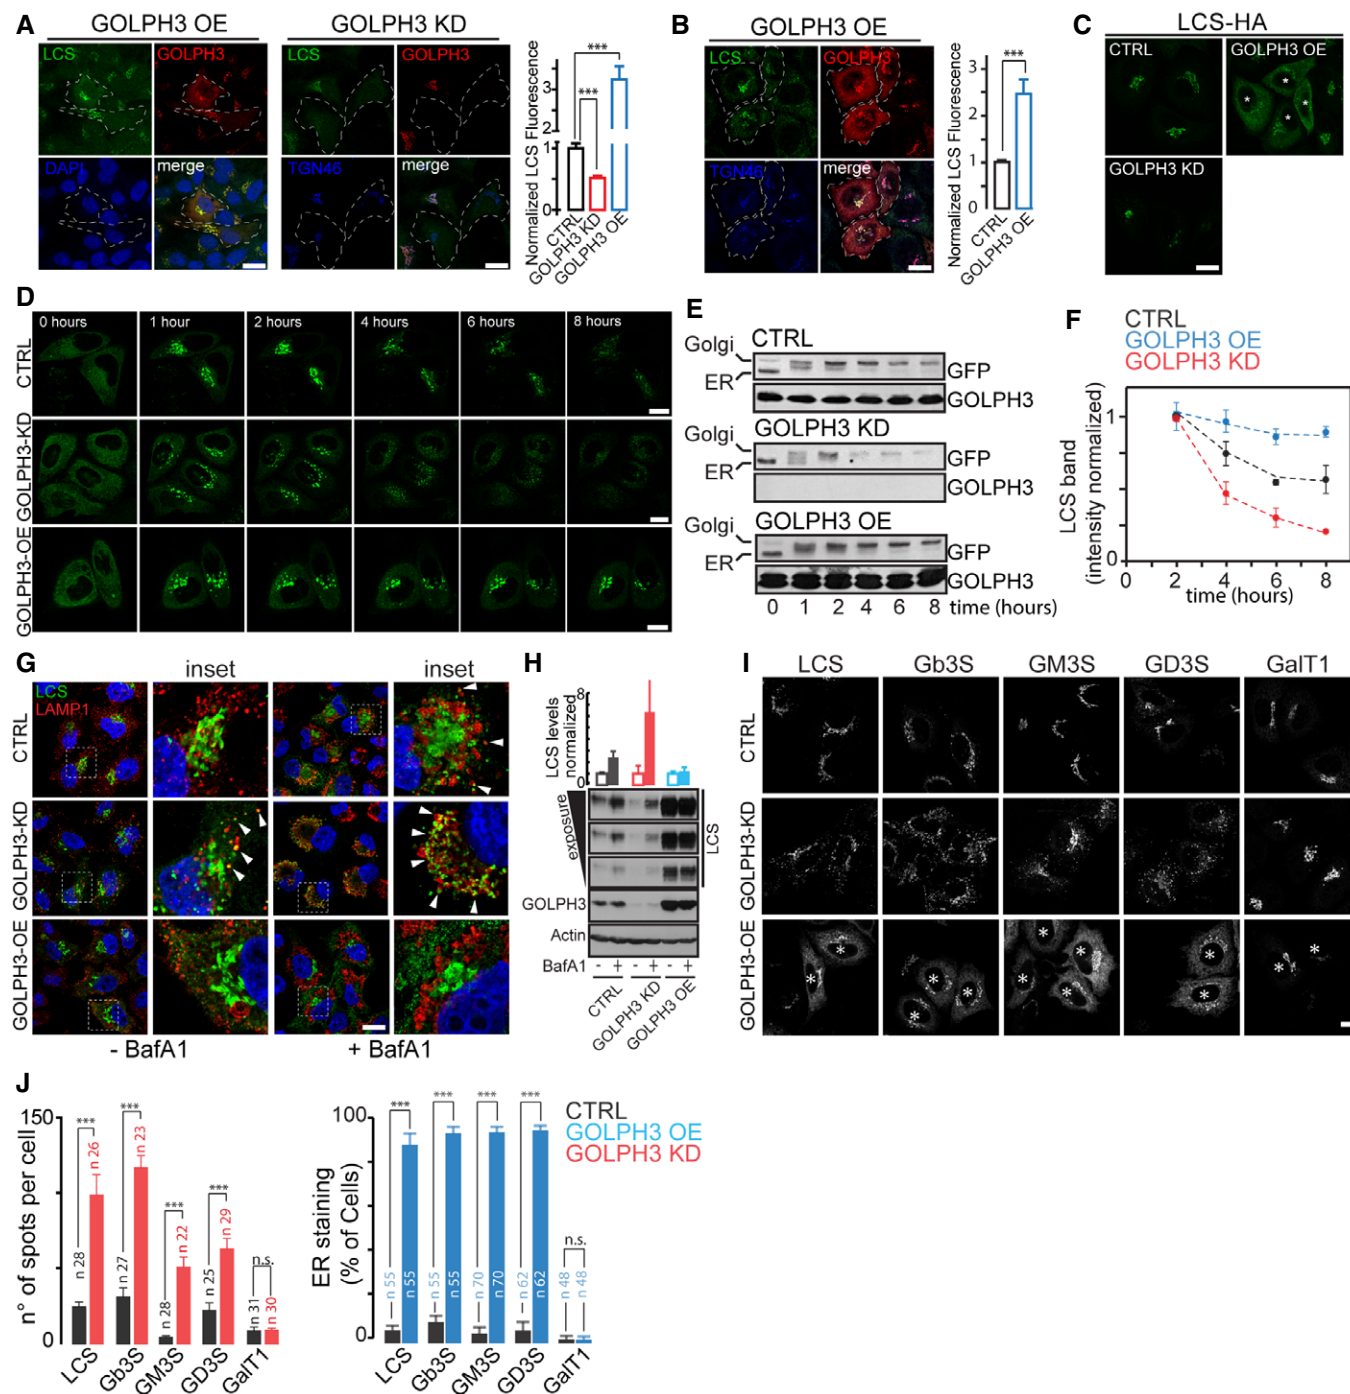 A
GOLPH3 OE
GOLPH3 KD
LCS
GOLPH3
DAPI
merge
LCS
GOLPH3
TGN46
merge
Normalized LCS Fluorescence
3
2
1
0
***
***
CTRL
GOLPH3 KD
GOLPH3 OE
B
GOLPH3 OE
LCS
GOLPH3
TGN46
merge
Normalized LCS Fluorescence
3
2
1
0
***
CTRL
GOLPH3 OE
C
LCS-HA
CTRL
GOLPH3 OE
* * * *
GOLPH3 KD
D
0 hours
1 hour
2 hours
4 hours
6 hours
8 hours
CTRL
GOLPH3-KD
GOLPH3-OE
E
CTRL
Golgi
ER
GFP
GOLPH3
GOLPH3 KD
Golgi
ER
GFP
GOLPH3
GOLPH3 OE
Golgi
ER
GFP
GOLPH3
0 1 2 4 6 8 time (hours)
F
CTRL
GOLPH3 OE
GOLPH3 KD
LCS band
(intensity normalized)
1
0
0 2 4 6 8
time (hours)
G
inset
inset
LCS
LAMP1
CTRL
GOLPH3-KD
GOLPH3-OE
- BafA1
+ BafA1
H
LCS levels
normalized
8
0
exposure
LCS
GOLPH3
Actin
BafA1 - + - + - +
CTRL
GOLPH3 KD
GOLPH3 OE
I
LCS
Gb3S
GM3S
GD3S
GalT1
CTRL
GOLPH3-KD
GOLPH3-OE
* * * * * * * * * * * *
J
n° of spots per cell
150
0
***
***
***
***
n.s.
n 28
n 26
n 27
n 23
n 28
n 22
n 25
n 29
n 31
n 30
LCS
Gb3S
GM3S
GD3S
GalT1
ER staining
(% of Cells)
100
0
***
***
***
***
n.s.
n 55
n 55
n 55
n 55
n 70
n 70
n 62
n 62
n 48
n 48
LCS
Gb3S
GM3S
GD3S
GalT1
CTRL
GOLPH3 OE
GOLPH3 KD